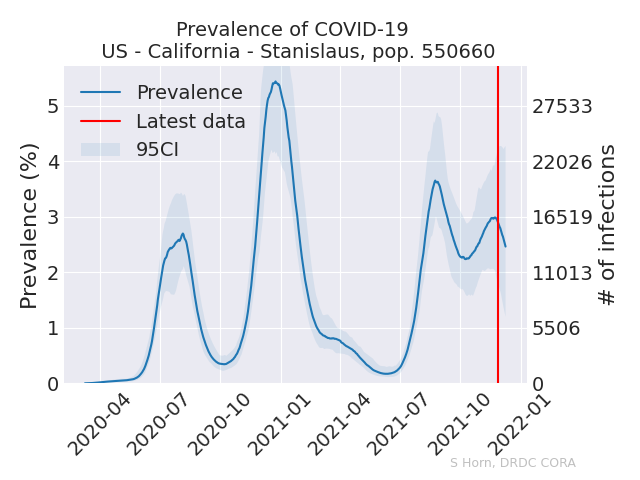 Prevalence of COVID-19
US - California - Stanislaus, pop. 550660
Prevalence
Latest data
95CI
Prevalence (%)
5
4
3
2
1
0
27533
22026
16519
11013
5506
0
# of infections
2020-04
2020-07
2020-10
2021-01
2021-04
2021-07
2021-10
2022-01
S Horn, DRDC CORA